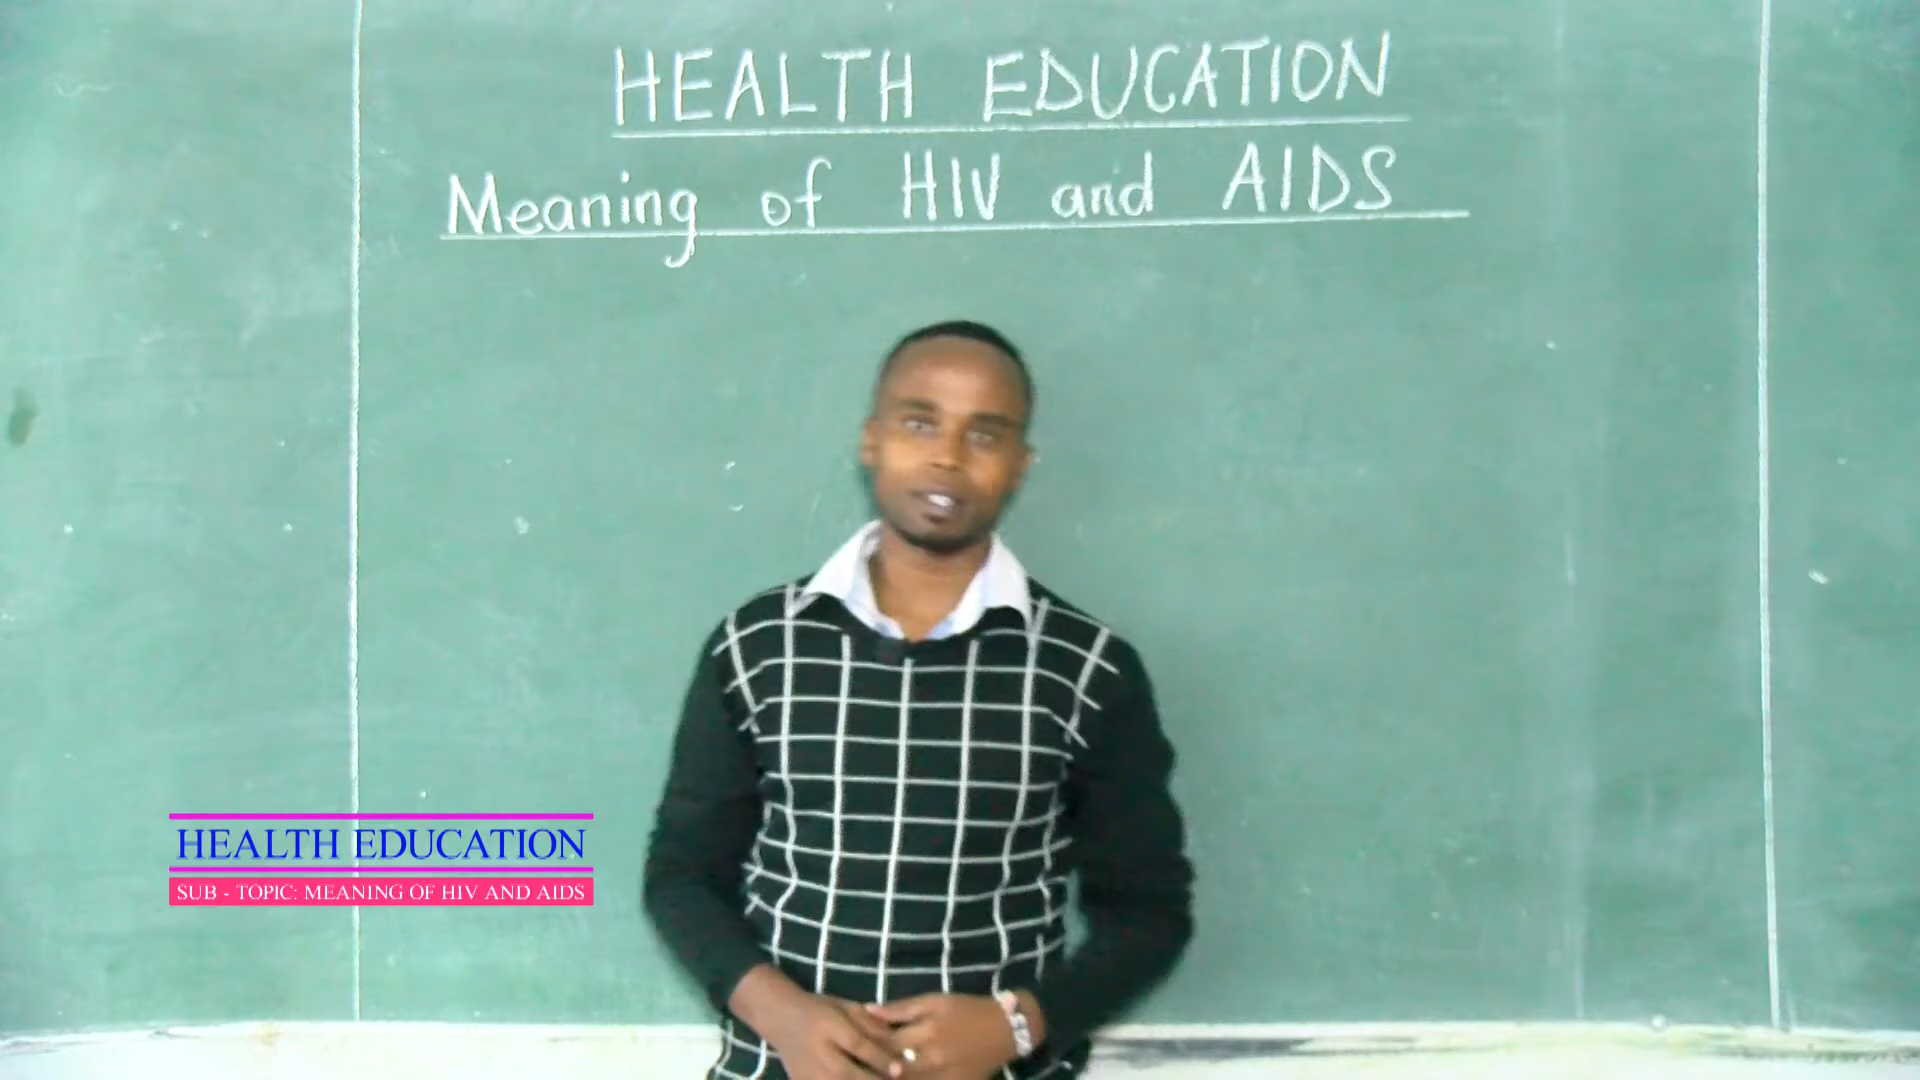 HEALTH EDUCATION
Meaning of HIV and AIDS
HEALTH EDUCATION
SUB - TOPIC: MEANING OF HIV AND AIDS